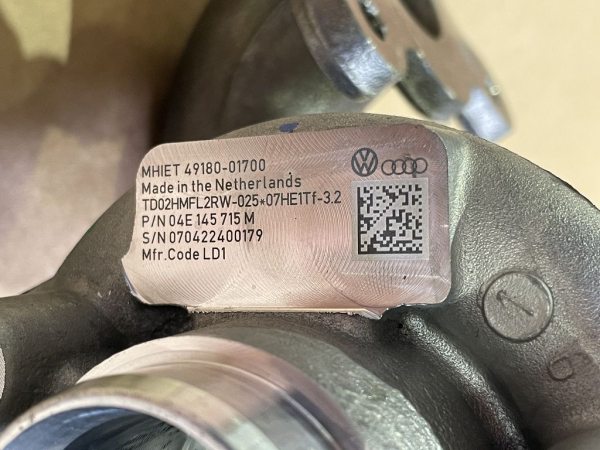 MHIET 49180-01700
Made in the Netherlands
TD02HMFL2RW-025*07HE1Tf-3.2
P/N 04E 145 715 M
S/N 070422400179
Mfr.Code LD1